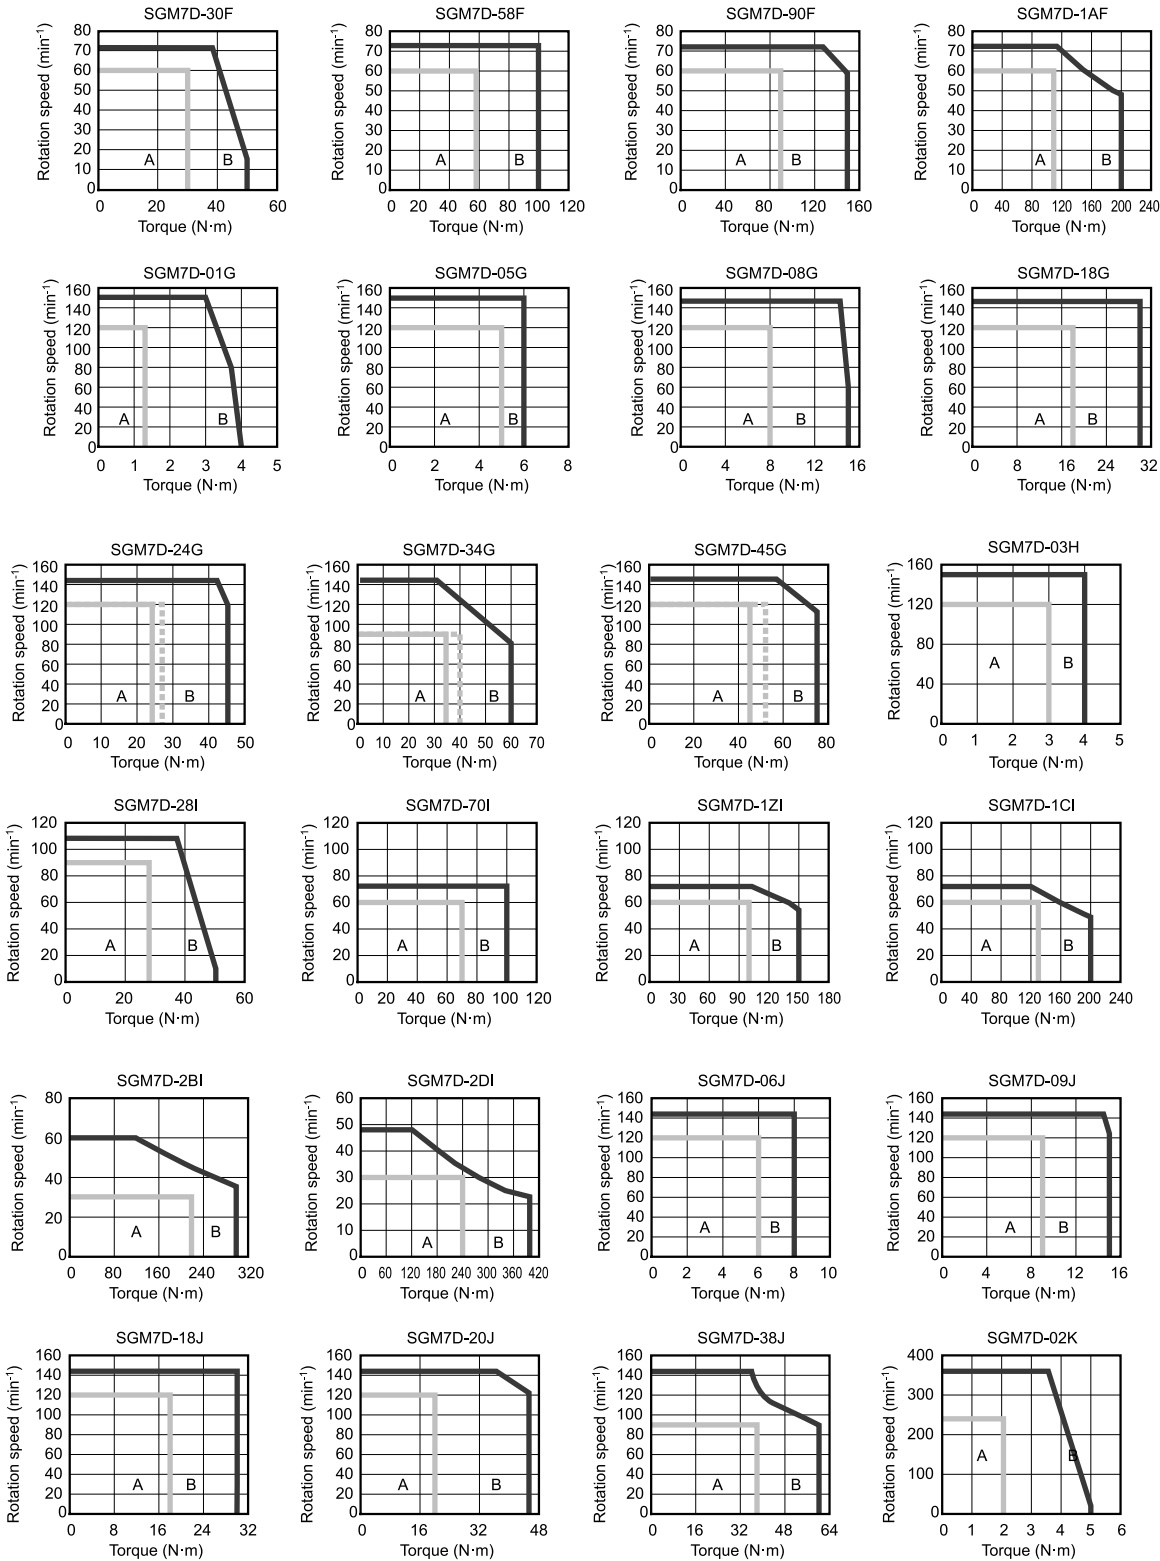 SGM7D-30F
Rotation speed (min⁻¹)
80
70
60
50
40
30
20
10
0
A B
0 20 40 60
Torque (N·m)
SGM7D-58F
Rotation speed (min⁻¹)
80
70
60
50
40
30
20
10
0
A B
0 20 40 60 80 100 120
Torque (N·m)
SGM7D-90F
Rotation speed (min⁻¹)
80
70
60
50
40
30
20
10
0
A B
0 40 80 120 160
Torque (N·m)
SGM7D-1AF
Rotation speed (min⁻¹)
80
70
60
50
40
30
20
10
0
A B
0 40 80 120 160 200 240
Torque (N·m)
SGM7D-01G
Rotation speed (min⁻¹)
160
140
120
100
80
60
40
20
0
A B
0 1 2 3 4 5
Torque (N·m)
SGM7D-05G
Rotation speed (min⁻¹)
160
140
120
100
80
60
40
20
0
A B
0 2 4 6 8
Torque (N·m)
SGM7D-08G
Rotation speed (min⁻¹)
160
140
120
100
80
60
40
20
0
A B
0 4 8 12 16
Torque (N·m)
SGM7D-18G
Rotation speed (min⁻¹)
160
140
120
100
80
60
40
20
0
A B
0 8 16 24 32
Torque (N·m)
SGM7D-24G
Rotation speed (min⁻¹)
160
140
120
100
80
60
40
20
0
A B
0 10 20 30 40 50
Torque (N·m)
SGM7D-34G
Rotation speed (min⁻¹)
160
140
120
100
80
60
40
20
0
A B
0 10 20 30 40 50 60 70
Torque (N·m)
SGM7D-45G
Rotation speed (min⁻¹)
160
140
120
100
80
60
40
20
0
A B
0 20 40 60 80
Torque (N·m)
SGM7D-03H
Rotation speed (min⁻¹)
160
120
80
40
0
A B
0 1 2 3 4 5
Torque (N·m)
SGM7D-28I
Rotation speed (min⁻¹)
120
100
80
60
40
20
0
A B
0 20 40 60
Torque (N·m)
SGM7D-70I
Rotation speed (min⁻¹)
120
100
80
60
40
20
0
A B
0 20 40 60 80 100 120
Torque (N·m)
SGM7D-1ZI
Rotation speed (min⁻¹)
120
100
80
60
40
20
0
A B
0 30 60 90 120 150 180
Torque (N·m)
SGM7D-1CI
Rotation speed (min⁻¹)
120
100
80
60
40
20
0
A B
0 40 80 120 160 200 240
Torque (N·m)
SGM7D-2BI
Rotation speed (min⁻¹)
80
60
40
20
0
A B
0 80 160 240 320
Torque (N·m)
SGM7D-2DI
Rotation speed (min⁻¹)
60
50
40
30
20
10
0
A B
0 60 120 180 240 300 360 420
Torque (N·m)
SGM7D-06J
Rotation speed (min⁻¹)
160
140
120
100
80
60
40
20
0
A B
0 2 4 6 8 10
Torque (N·m)
SGM7D-09J
Rotation speed (min⁻¹)
160
140
120
100
80
60
40
20
0
A B
0 4 8 12 16
Torque (N·m)
SGM7D-18J
Rotation speed (min⁻¹)
160
140
120
100
80
60
40
20
0
A B
0 8 16 24 32
Torque (N·m)
SGM7D-20J
Rotation speed (min⁻¹)
160
140
120
100
80
60
40
20
0
A B
0 16 32 48
Torque (N·m)
SGM7D-38J
Rotation speed (min⁻¹)
160
140
120
100
80
60
40
20
0
A B
0 16 32 48 64
Torque (N·m)
SGM7D-02K
Rotation speed (min⁻¹)
400
300
200
100
0
A B
0 1 2 3 4 5 6
Torque (N·m)